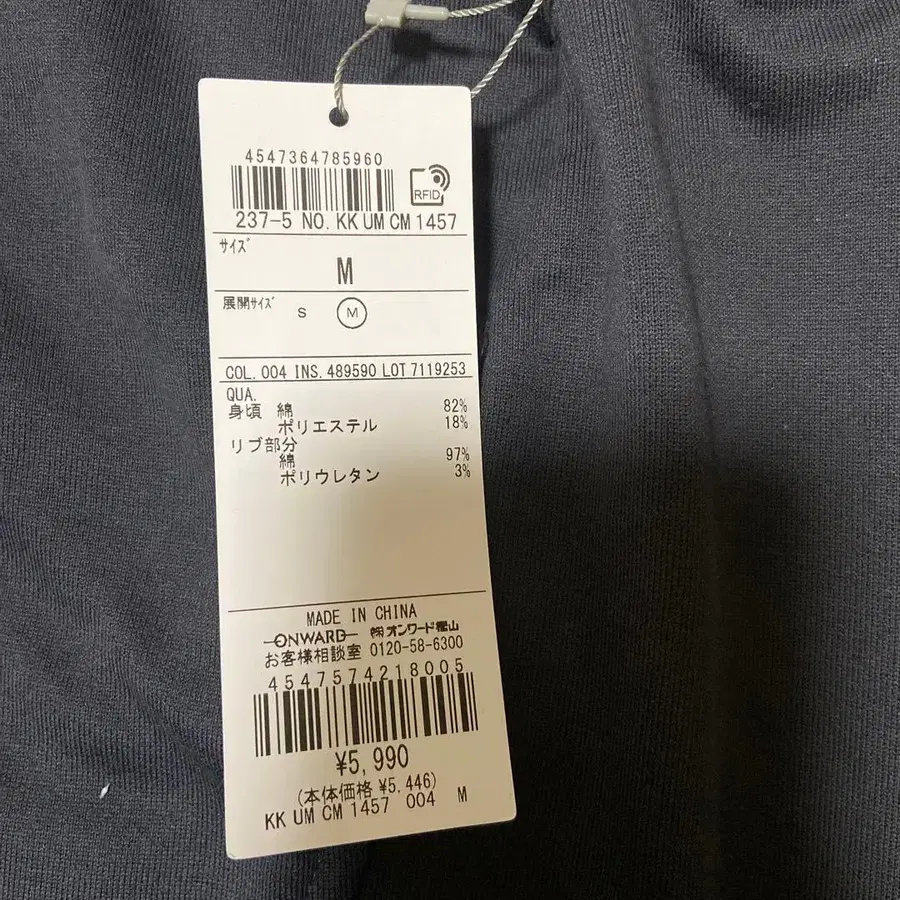 4547364785960
RFID
237-5 NO. KK UM CM 1457
サイズ
M
展開サイズ S M
COL. 004 INS. 489590 LOT 7119253
QUA.
身頃 綿 82%
ポリエステル 18%
リブ部分
綿 97%
ポリウレタン 3%
MADE IN CHINA
ONWARD ㈱オンワード樫山
お客様相談室 0120-58-6300
4547574218005
¥5,990
(本体価格 ¥5.446)
KK UM CM 1457 004 M